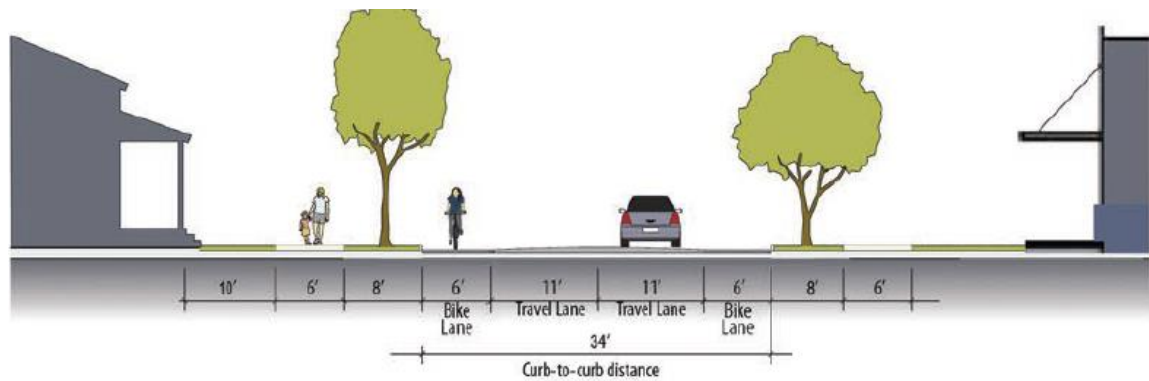 10′ 6′ 8′ 6′ 11′ 11′ 6′ 8′ 6′
Bike Lane Travel Lane Travel Lane Bike Lane
34′
Curb-to-curb distance